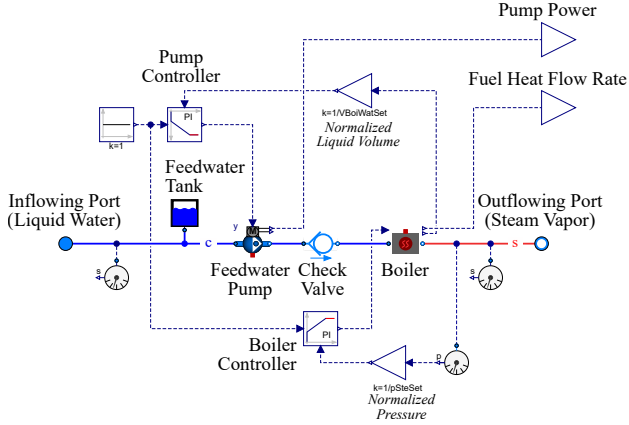 Pump Power
Pump
Controller
Fuel Heat Flow Rate
PI
k=1/VBoiWatSet
Normalized
Liquid Volume
k=1
Feedwater
Tank
Inflowing Port
(Liquid Water)
Outflowing Port
(Steam Vapor)
y
M
c
s
Feedwater
Pump
Check
Valve
Boiler
s
s
PI
Boiler
Controller
p
k=1/pSteSet
Normalized
Pressure